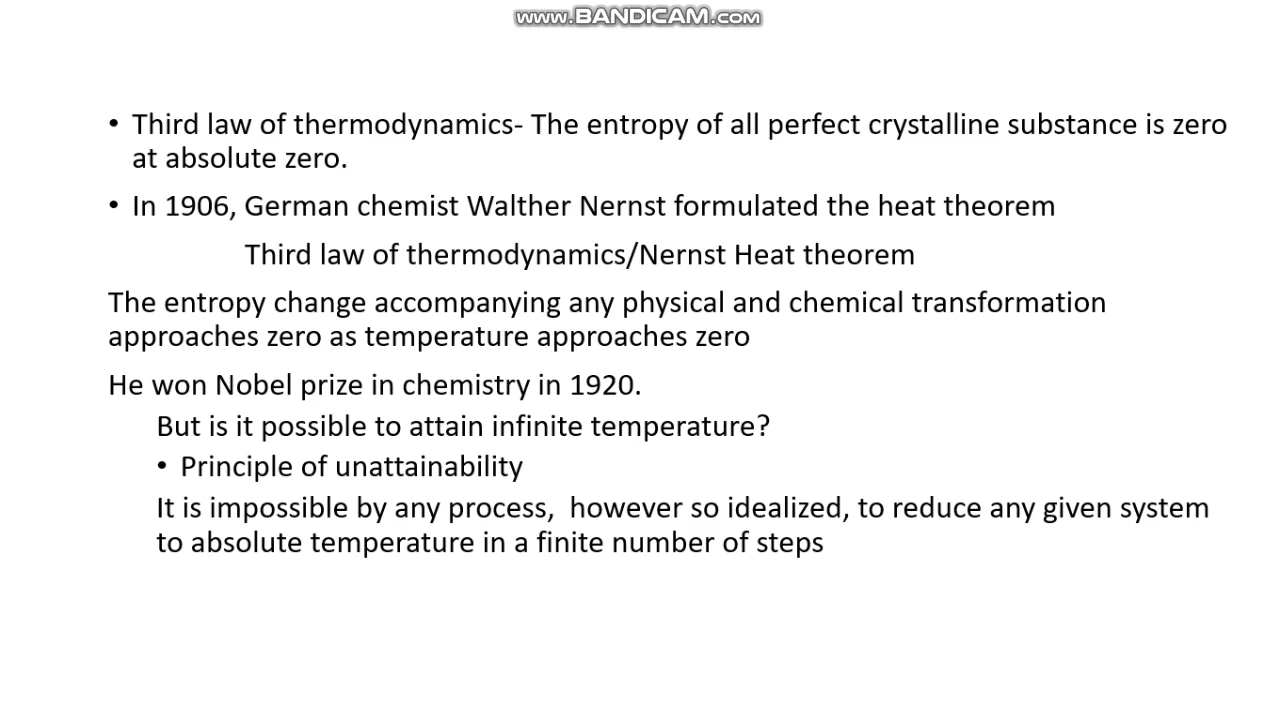 www.BANDICAM.com
• Third law of thermodynamics- The entropy of all perfect crystalline substance is zero
at absolute zero.
• In 1906, German chemist Walther Nernst formulated the heat theorem
Third law of thermodynamics/Nernst Heat theorem
The entropy change accompanying any physical and chemical transformation
approaches zero as temperature approaches zero
He won Nobel prize in chemistry in 1920.
But is it possible to attain infinite temperature?
• Principle of unattainability
It is impossible by any process,  however so idealized, to reduce any given system
to absolute temperature in a finite number of steps